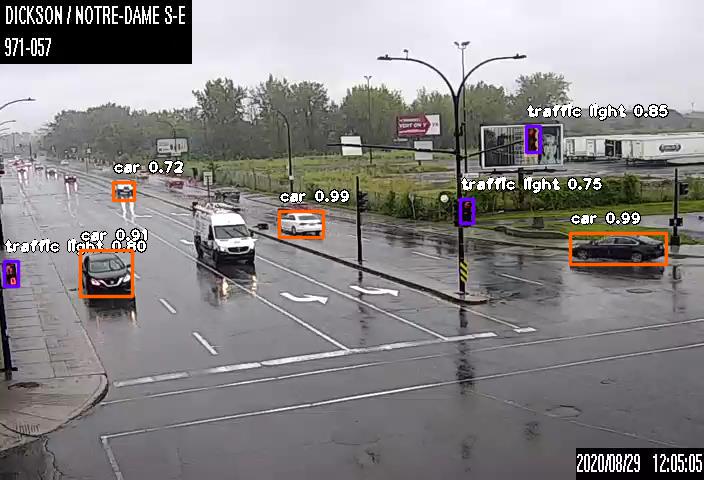 DICKSON / NOTRE-DAME S-E
971-057
traffic light 0.85
car 0.72
traffic light 0.75
car 0.99
car 0.99
car 0.91
traffic light 0.80
2020/08/29 12:05:05